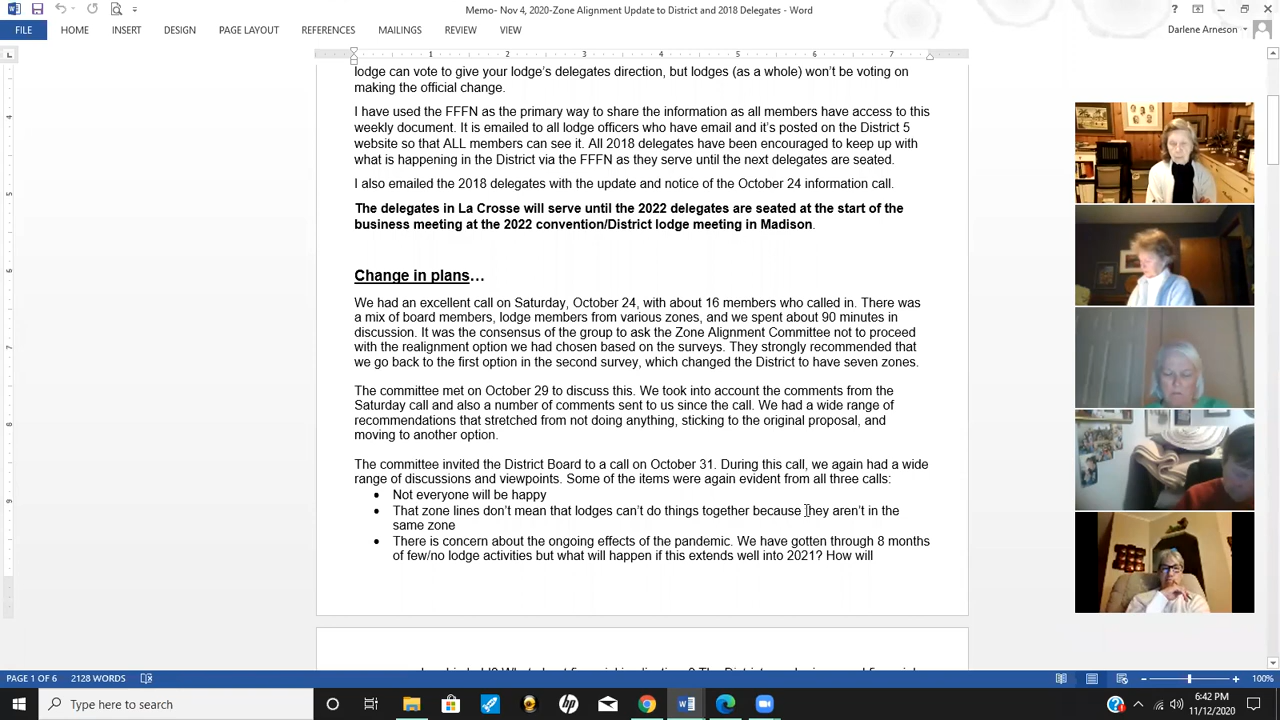 Memo- Nov 4, 2020-Zone Alignment Update to District and 2018 Delegates - Word
FILE HOME INSERT DESIGN PAGE LAYOUT REFERENCES MAILINGS REVIEW VIEW Darlene Arneson
1 2 3 4 5 6 7
lodge can vote to give your lodge's delegates direction, but lodges (as a whole) won't be voting on
making the official change.
I have used the FFFN as the primary way to share the information as all members have access to this
weekly document. It is emailed to all lodge officers who have email and it's posted on the District 5
website so that ALL members can see it. All 2018 delegates have been encouraged to keep up with
what is happening in the District via the FFFN as they serve until the next delegates are seated.
I also emailed the 2018 delegates with the update and notice of the October 24 information call.
The delegates in La Crosse will serve until the 2022 delegates are seated at the start of the
business meeting at the 2022 convention/District lodge meeting in Madison.
Change in plans…
We had an excellent call on Saturday, October 24, with about 16 members who called in. There was
a mix of board members, lodge members from various zones, and we spent about 90 minutes in
discussion. It was the consensus of the group to ask the Zone Alignment Committee not to proceed
with the realignment option we had chosen based on the surveys. They strongly recommended that
we go back to the first option in the second survey, which changed the District to have seven zones.
The committee met on October 29 to discuss this. We took into account the comments from the
Saturday call and also a number of comments sent to us since the call. We had a wide range of
recommendations that stretched from not doing anything, sticking to the original proposal, and
moving to another option.
The committee invited the District Board to a call on October 31. During this call, we again had a wide
range of discussions and viewpoints. Some of the items were again evident from all three calls:
• Not everyone will be happy
• That zone lines don't mean that lodges can't do things together because they aren't in the
same zone
• There is concern about the ongoing effects of the pandemic. We have gotten through 8 months
of few/no lodge activities but what will happen if this extends well into 2021? How will
PAGE 1 OF 6 2128 WORDS 100%
Type here to search
6:42 PM
11/12/2020